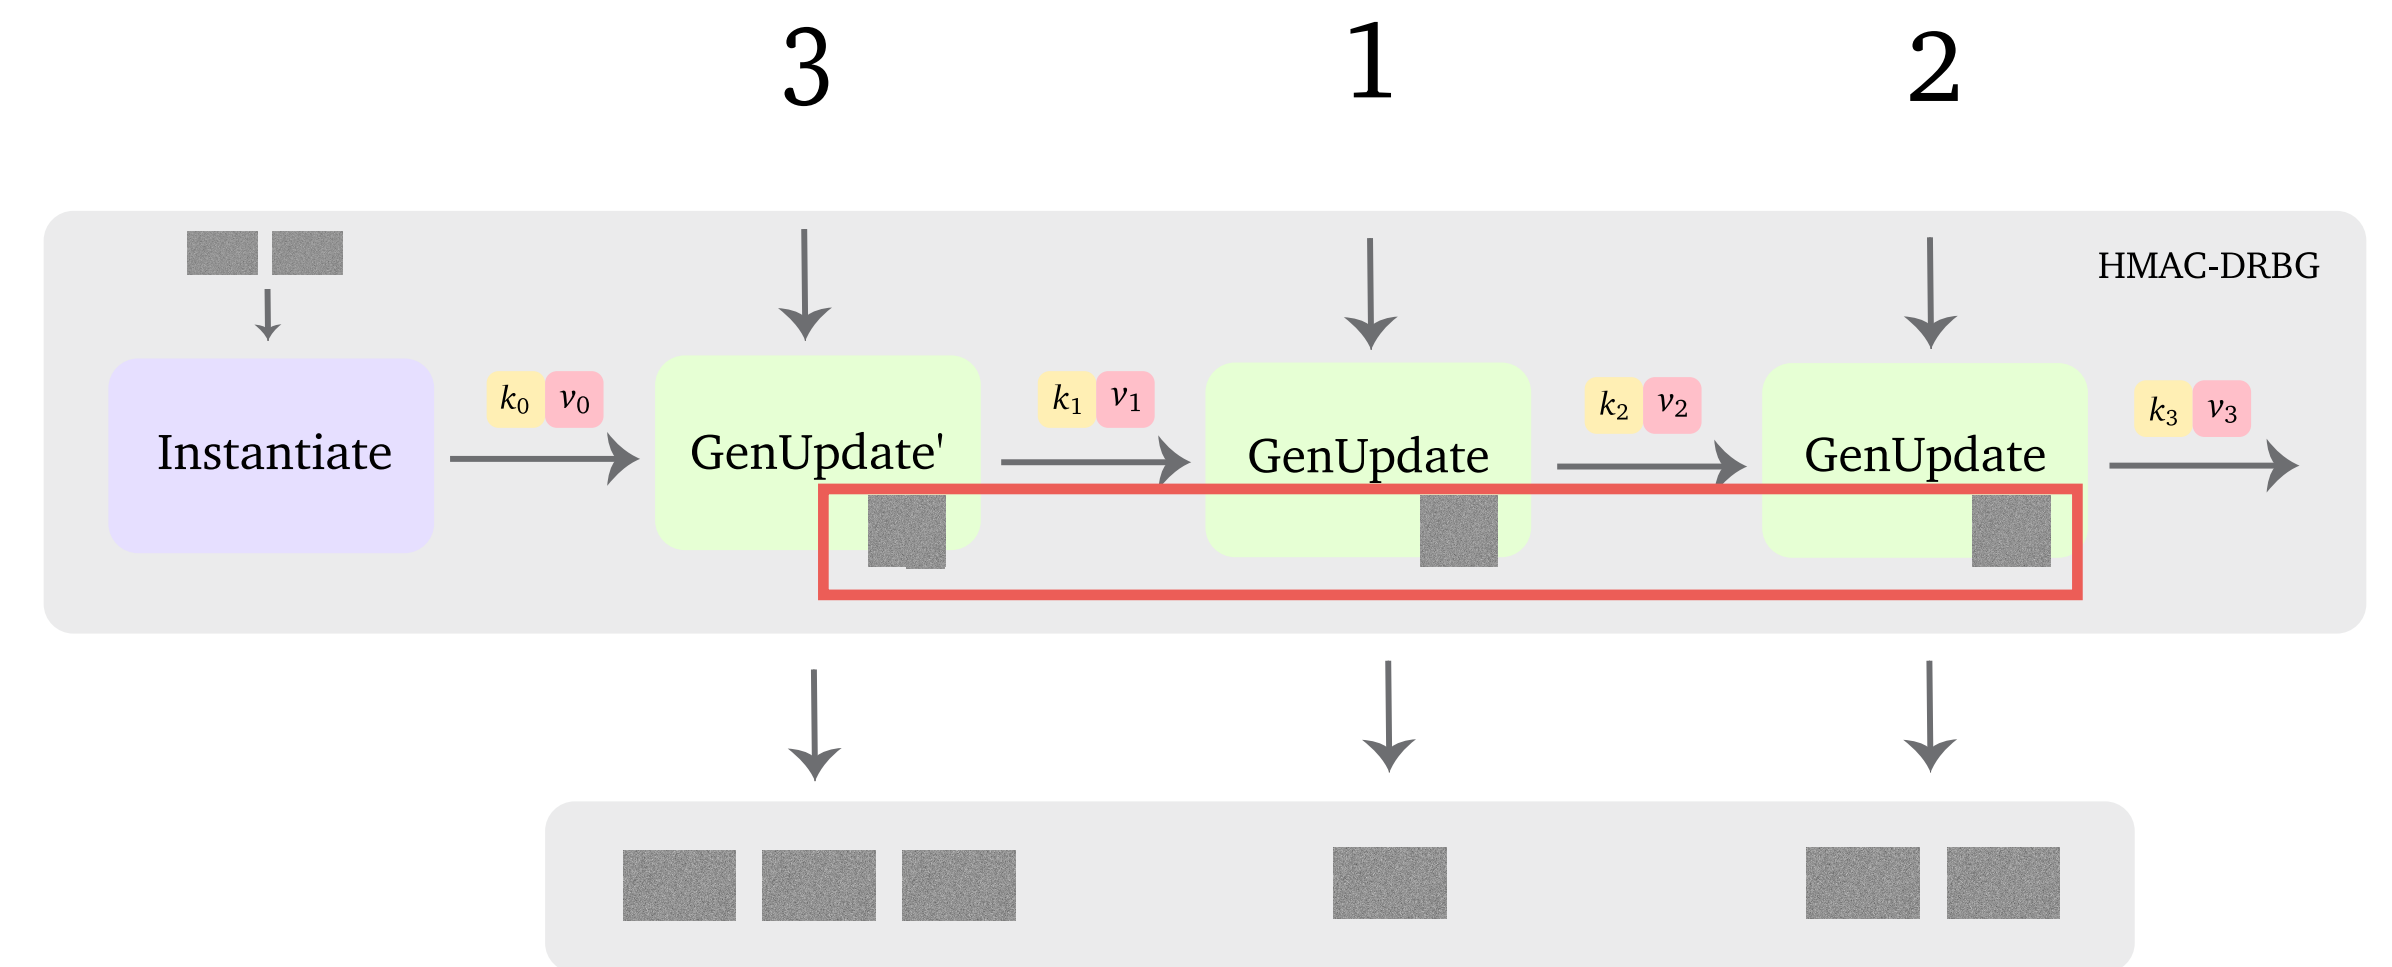 3 1 2
HMAC-DRBG
k0 v0 k1 v1 k2 v2 k3 v3
Instantiate GenUpdate' GenUpdate GenUpdate